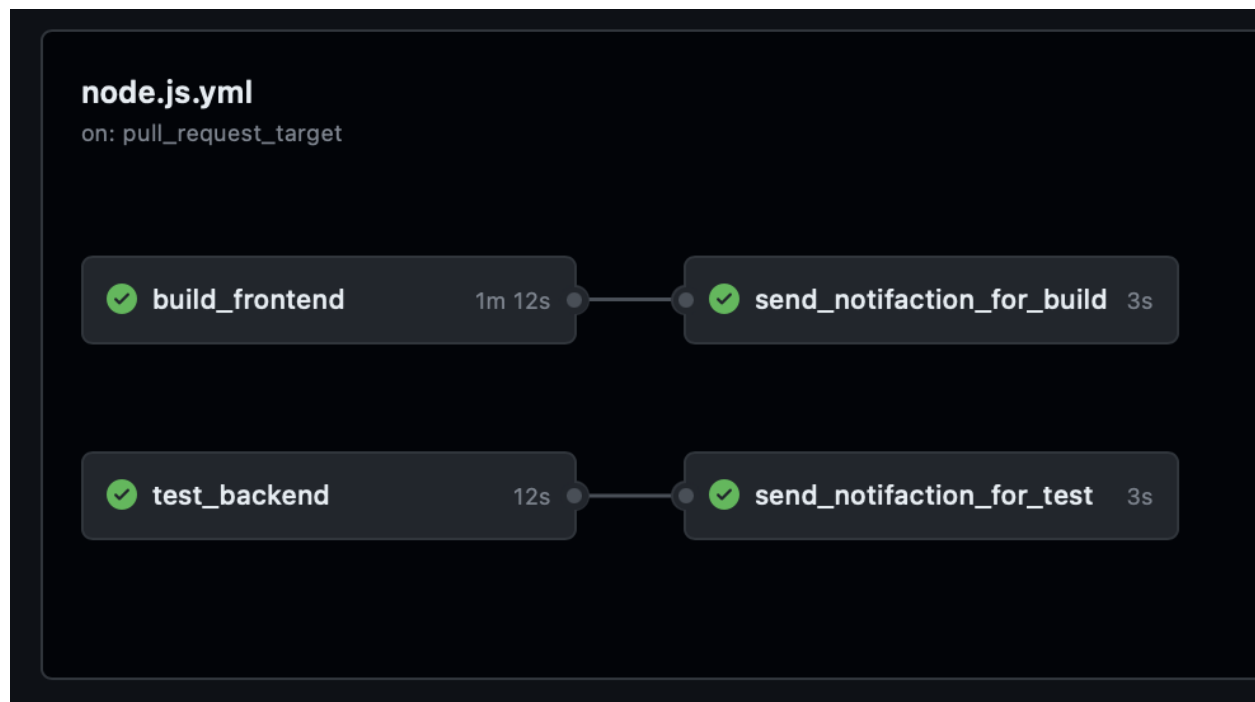 node.js.yml
on: pull_request_target
build_frontend 1m 12s
send_notifaction_for_build 3s
test_backend 12s
send_notifaction_for_test 3s